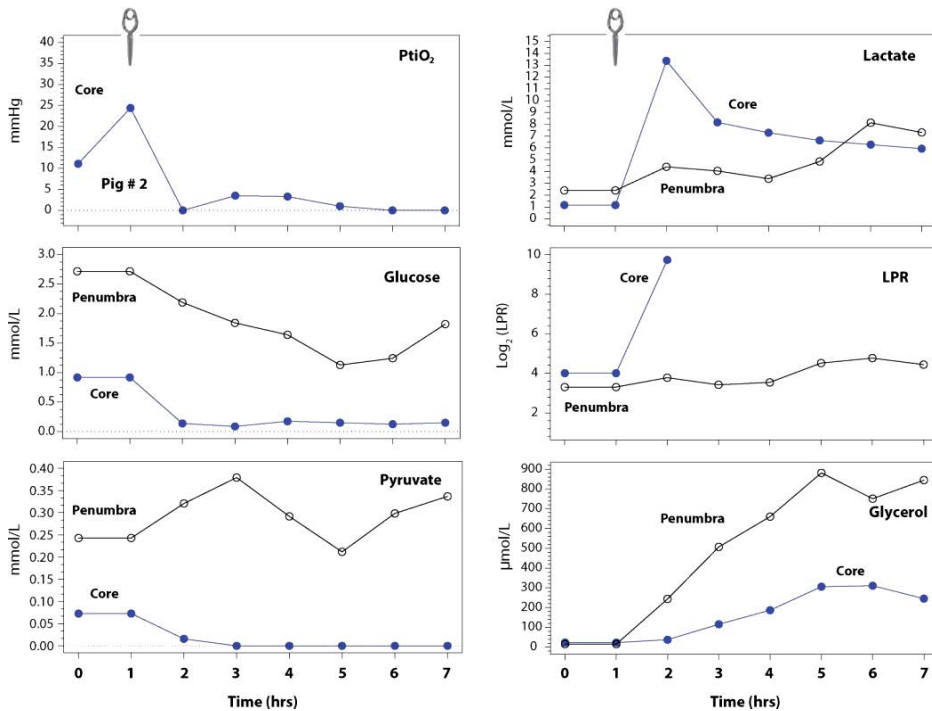 PtiO₂
mmHg
40
35
30
25
20
15
10
5
0
Core
Pig # 2
Lactate
mmol/L
15
14
13
12
11
10
9
8
7
6
5
4
3
2
1
0
Core
Penumbra
Glucose
mmol/L
3.0
2.5
2.0
1.5
1.0
0.5
0.0
Penumbra
Core
LPR
Log₂ (LPR)
10
8
6
4
2
Core
Penumbra
Pyruvate
mmol/L
0.40
0.35
0.30
0.25
0.20
0.15
0.10
0.05
0.00
Penumbra
Core
0 1 2 3 4 5 6 7
Time (hrs)
Glycerol
µmol/L
900
800
700
600
500
400
300
200
100
0
Penumbra
Core
0 1 2 3 4 5 6 7
Time (hrs)